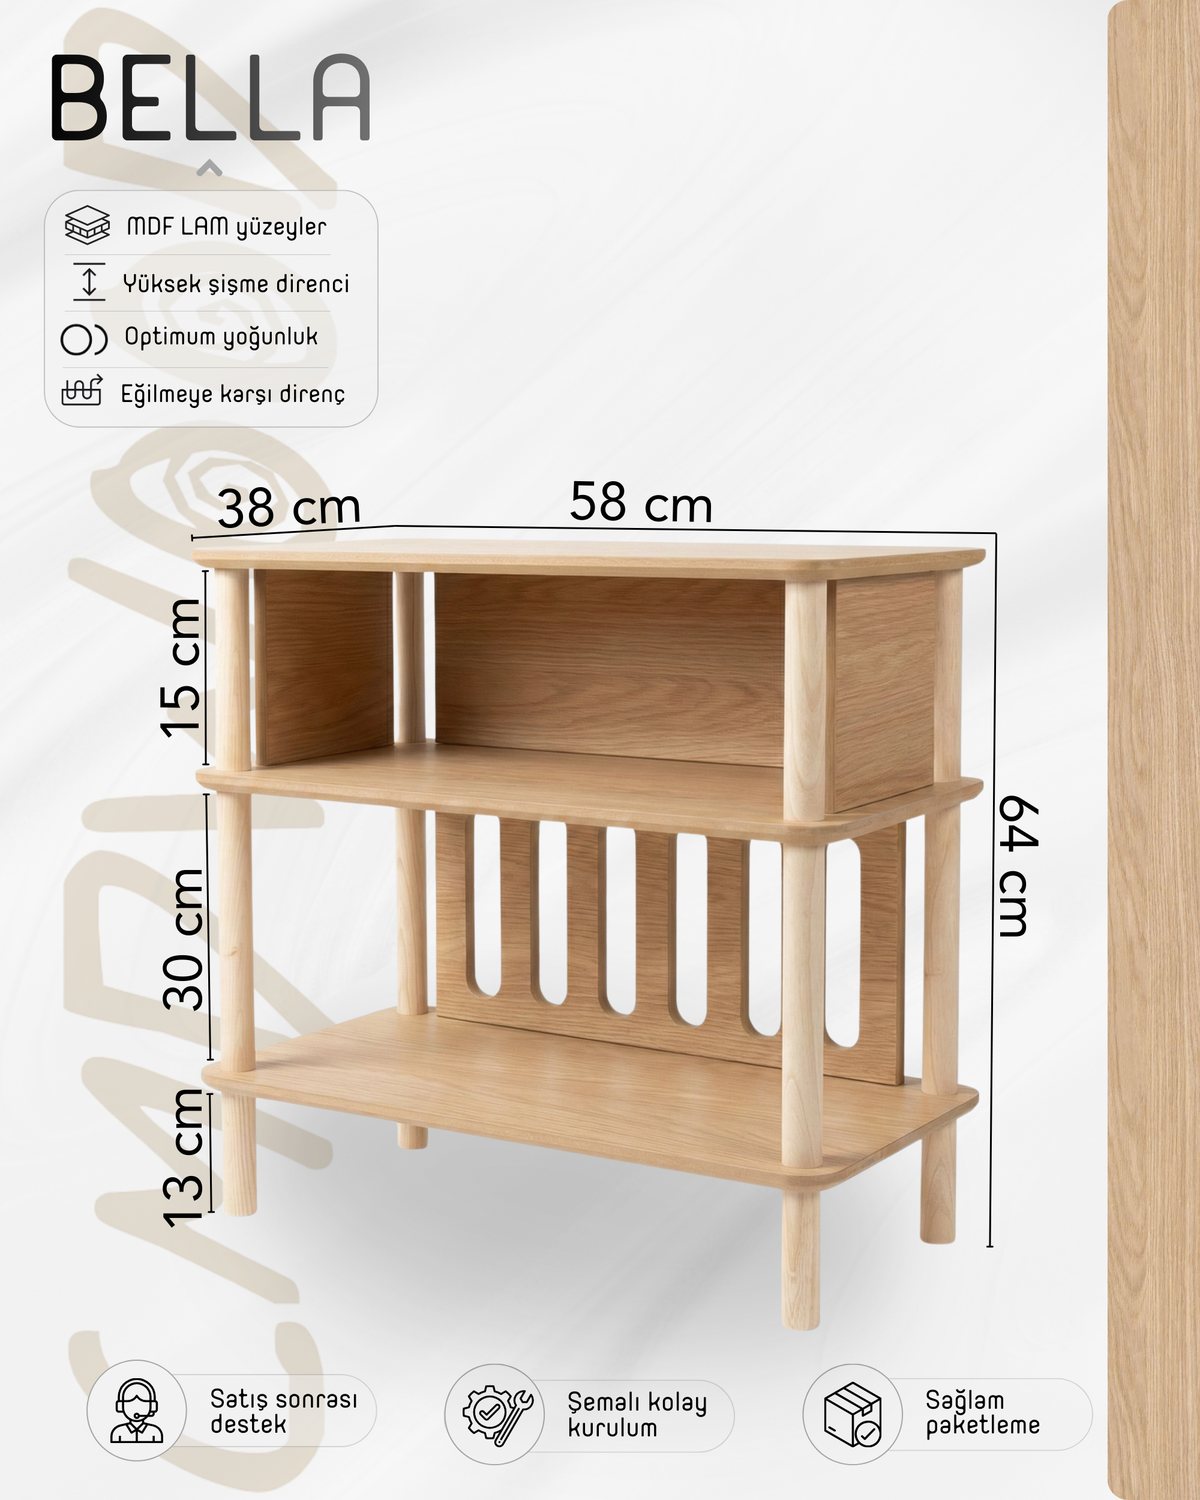 BELLA
MDF LAM yüzeyler
Yüksek şişme direnci
Optimum yoğunluk
Eğilmeye karşı direnç
38 cm
58 cm
15 cm
30 cm
13 cm
64 cm
Satış sonrası
destek
Şemalı kolay
kurulum
Sağlam
paketleme